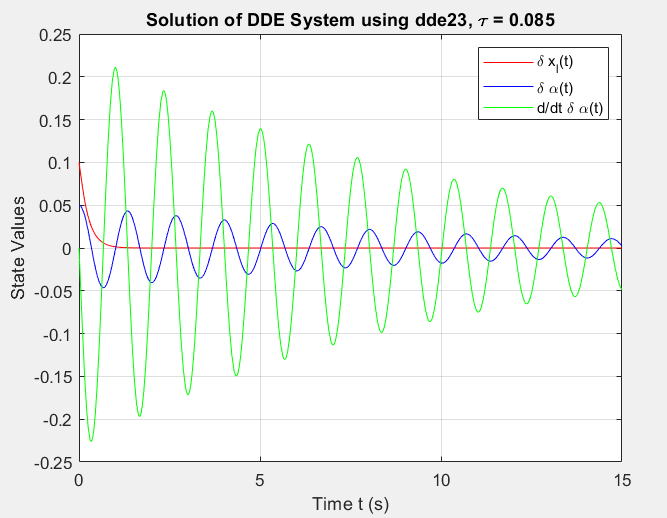 Solution of DDE System using dde23, τ = 0.085
δ x_l(t)
δ α(t)
d/dt δ α(t)
0.25
0.2
0.15
0.1
0.05
0
-0.05
-0.1
-0.15
-0.2
-0.25
State Values
0 5 10 15
Time t (s)